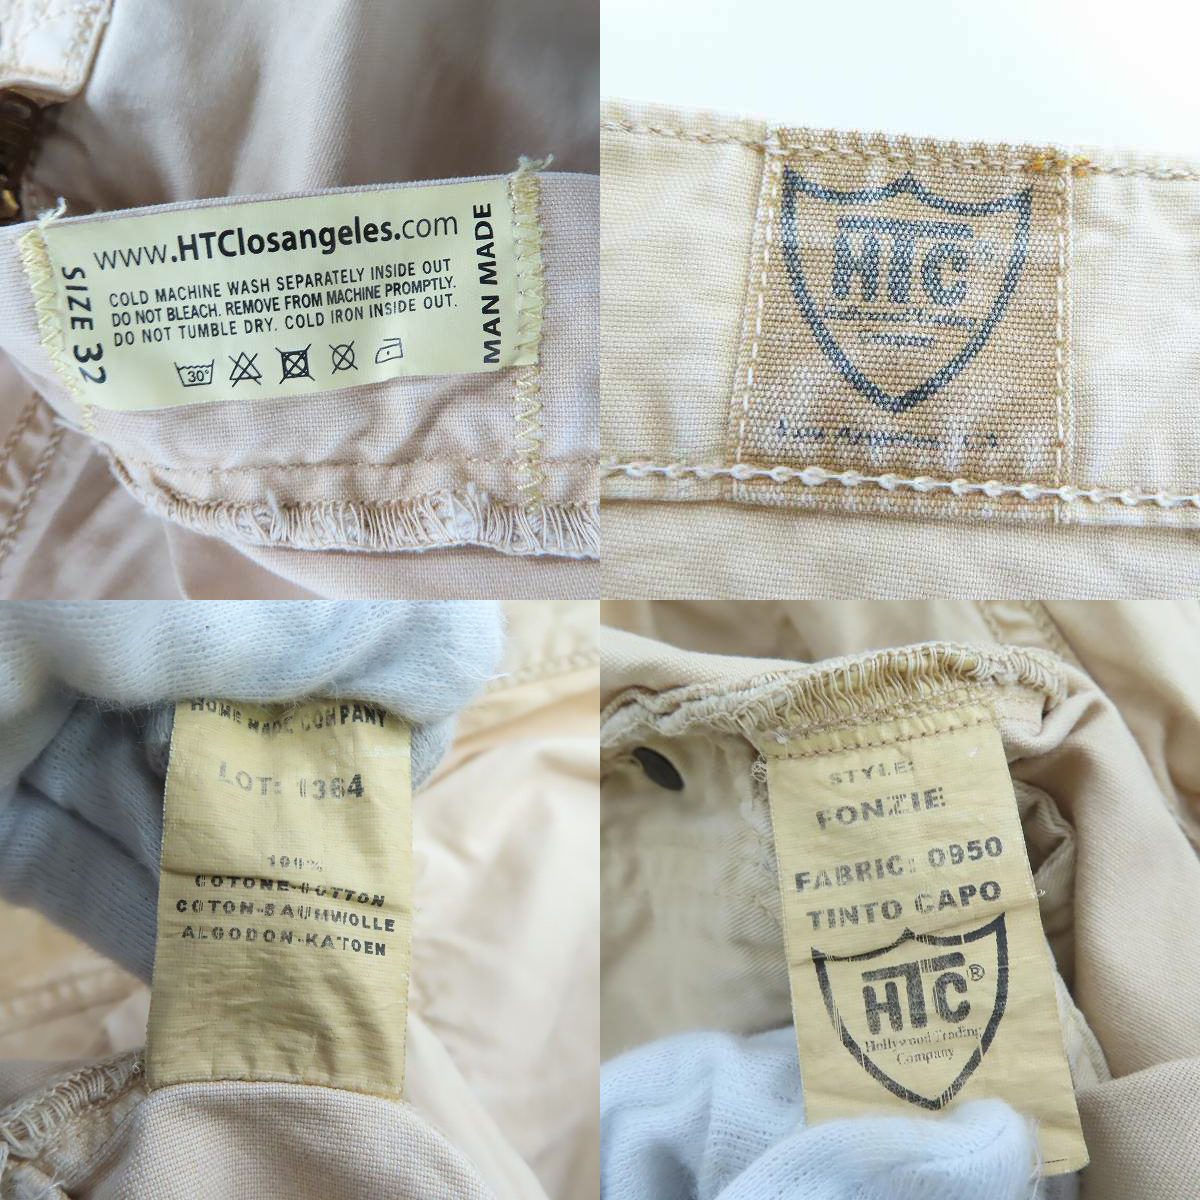 www.HTClosangeles.com
COLD MACHINE WASH SEPARATELY INSIDE OUT
DO NOT BLEACH. REMOVE FROM MACHINE PROMPTLY.
DO NOT TUMBLE DRY. COLD IRON INSIDE OUT.
30°
SIZE 32
MAN MADE
HTC
HOME MADE COMPANY
LOT: 1364
100%
COTONE-COTTON
COTON-BAUMWOLLE
ALGODON-KATOEN
STYLE:
FONZIE
FABRIC: 0950
TINTO CAPO
HTC®
Hollywood Trading
Company